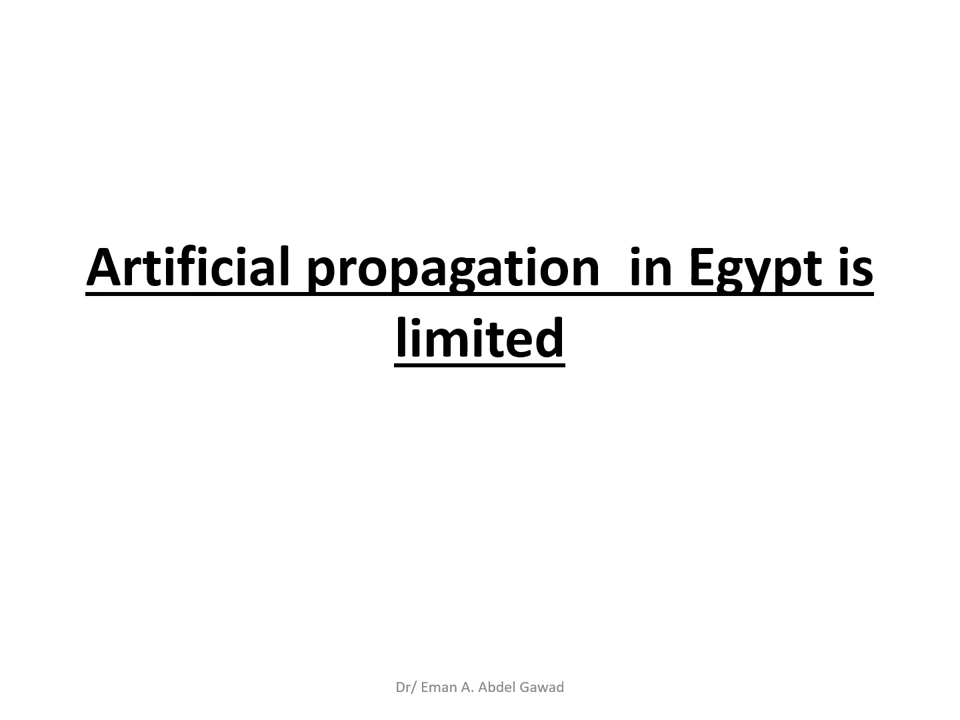 Artificial propagation  in Egypt is
limited
Dr/ Eman A. Abdel Gawad